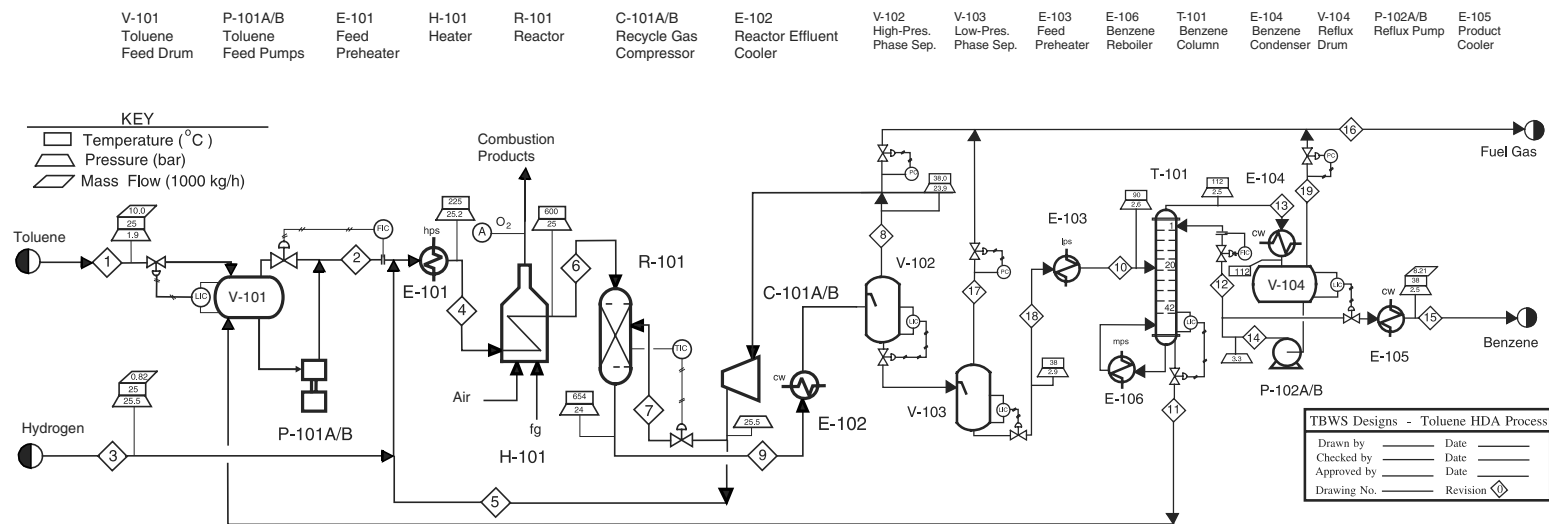 V-101 P-101A/B E-101 H-101 R-101 C-101A/B E-102 V-102 V-103 E-103 E-106 T-101 E-104 V-104 P-102A/B E-105
Toluene Toluene Feed Heater Reactor Recycle Gas Reactor Effluent High-Pres. Low-Pres. Feed Benzene Benzene Benzene Reflux Reflux Pump Product
Feed Drum Feed Pumps Preheater Compressor Cooler Phase Sep. Phase Sep. Preheater Reboiler Column Condenser Drum Cooler
KEY
Temperature (°C)
Pressure (bar)
Mass Flow (1000 kg/h)
Combustion
Products
Fuel Gas
16
Toluene
10.0
25
1.9
1
LIC
V-101
FIC
2
225
25.2
hps
E-101
4
A
O2
600
25
6
R-101
TIC
7
654
24
Air
fg
H-101
P-101A/B
Hydrogen
0.82
25
25.5
3
5
9
C-101A/B
25.5
cw
E-102
PC
38.0
23.9
8
V-102
LIC
PC
17
V-103
LIC
18
38
2.9
E-103
lps
90
2.6
10
T-101
1
20
42
LIC
mps
E-106
11
112
2.5
13
E-104
cw
112
V-104
LIC
FIC
12
14
3.3
P-102A/B
PC
19
cw
E-105
8.21
38
2.5
15
Benzene
TBWS Designs - Toluene HDA Process
Drawn by Date
Checked by Date
Approved by Date
Drawing No. Revision 0